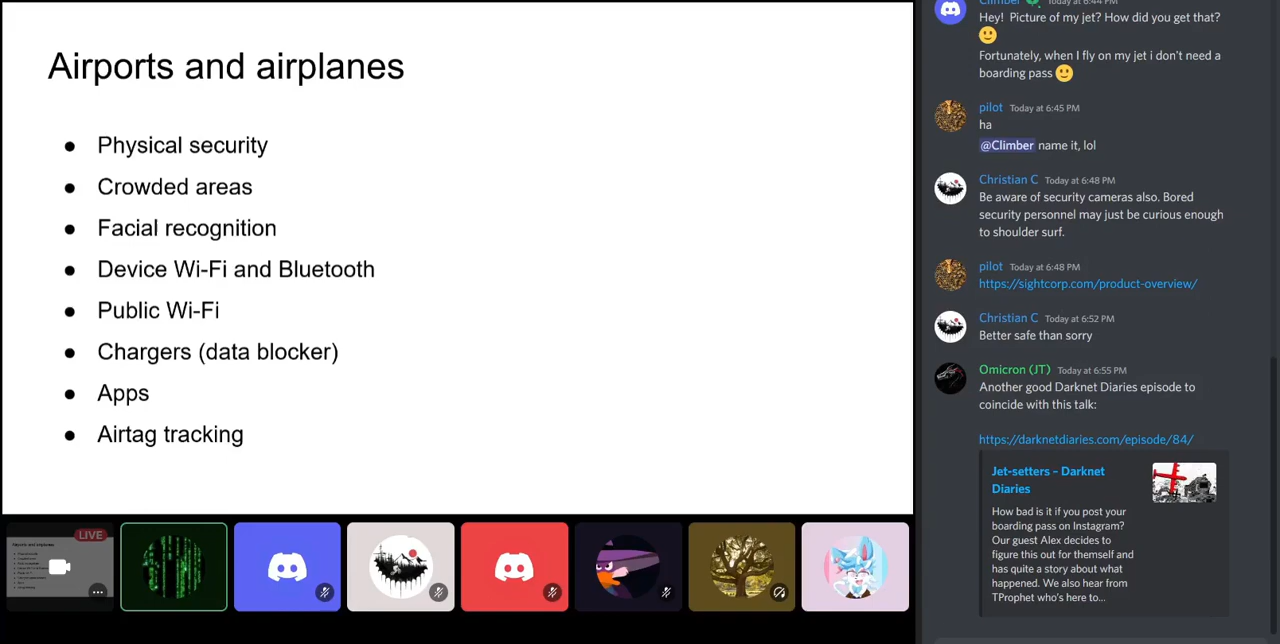 Airports and airplanes
● Physical security
● Crowded areas
● Facial recognition
● Device Wi-Fi and Bluetooth
● Public Wi-Fi
● Chargers (data blocker)
● Apps
● Airtag tracking
LIVE
Climber Today at 6:44 PM
Hey! Picture of my jet? How did you get that?
🙂
Fortunately, when I fly on my jet i don't need a
boarding pass 🙂
pilot Today at 6:45 PM
ha
@Climber name it, lol
Christian C Today at 6:48 PM
Be aware of security cameras also. Bored
security personnel may just be curious enough
to shoulder surf.
pilot Today at 6:48 PM
https://sightcorp.com/product-overview/
Christian C Today at 6:52 PM
Better safe than sorry
Omicron (JT) Today at 6:55 PM
Another good Darknet Diaries episode to
coincide with this talk:
https://darknetdiaries.com/episode/84/
Jet-setters – Darknet
Diaries
How bad is it if you post your
boarding pass on Instagram?
Our guest Alex decides to
figure this out for themself and
has quite a story about what
happened. We also hear from
TProphet who's here to...